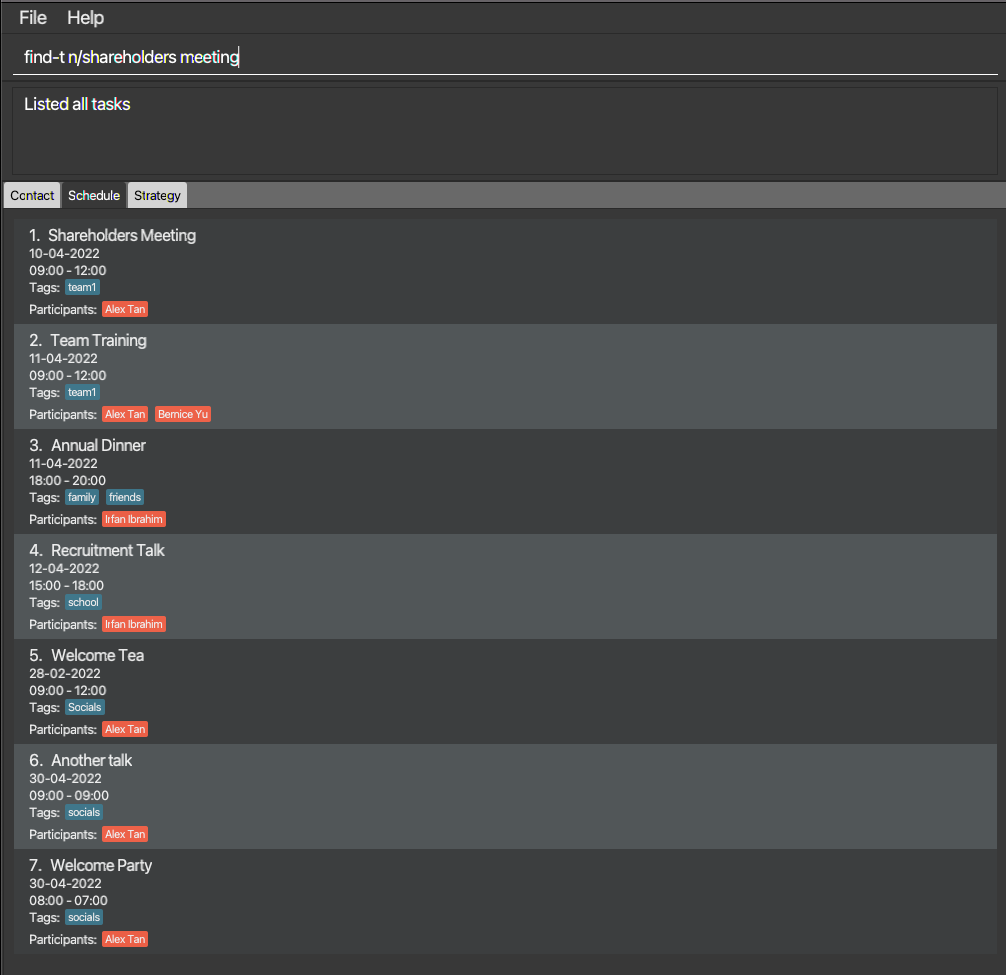 File Help
find-t n/shareholders meeting
Listed all tasks
Contact Schedule Strategy
1. Shareholders Meeting
10-04-2022
09:00 - 12:00
Tags: team1
Participants: Alex Tan
2. Team Training
11-04-2022
09:00 - 12:00
Tags: team1
Participants: Alex Tan Bernice Yu
3. Annual Dinner
11-04-2022
18:00 - 20:00
Tags: family friends
Participants: Irfan Ibrahim
4. Recruitment Talk
12-04-2022
15:00 - 18:00
Tags: school
Participants: Irfan Ibrahim
5. Welcome Tea
28-02-2022
09:00 - 12:00
Tags: Socials
Participants: Alex Tan
6. Another talk
30-04-2022
09:00 - 09:00
Tags: socials
Participants: Alex Tan
7. Welcome Party
30-04-2022
08:00 - 07:00
Tags: socials
Participants: Alex Tan